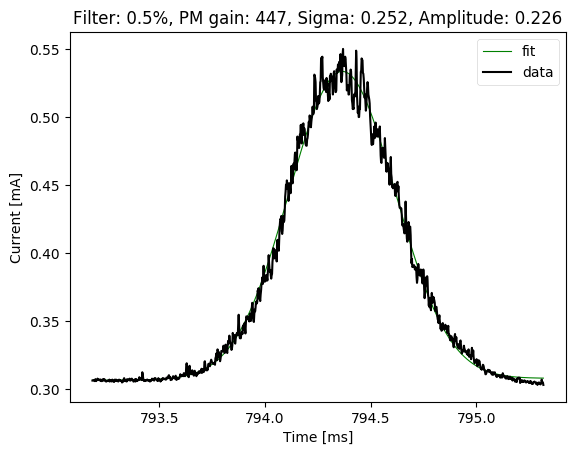 Filter: 0.5%, PM gain: 447, Sigma: 0.252, Amplitude: 0.226
fit
data
0.55
0.50
0.45
0.40
0.35
0.30
Current [mA]
793.5 794.0 794.5 795.0
Time [ms]